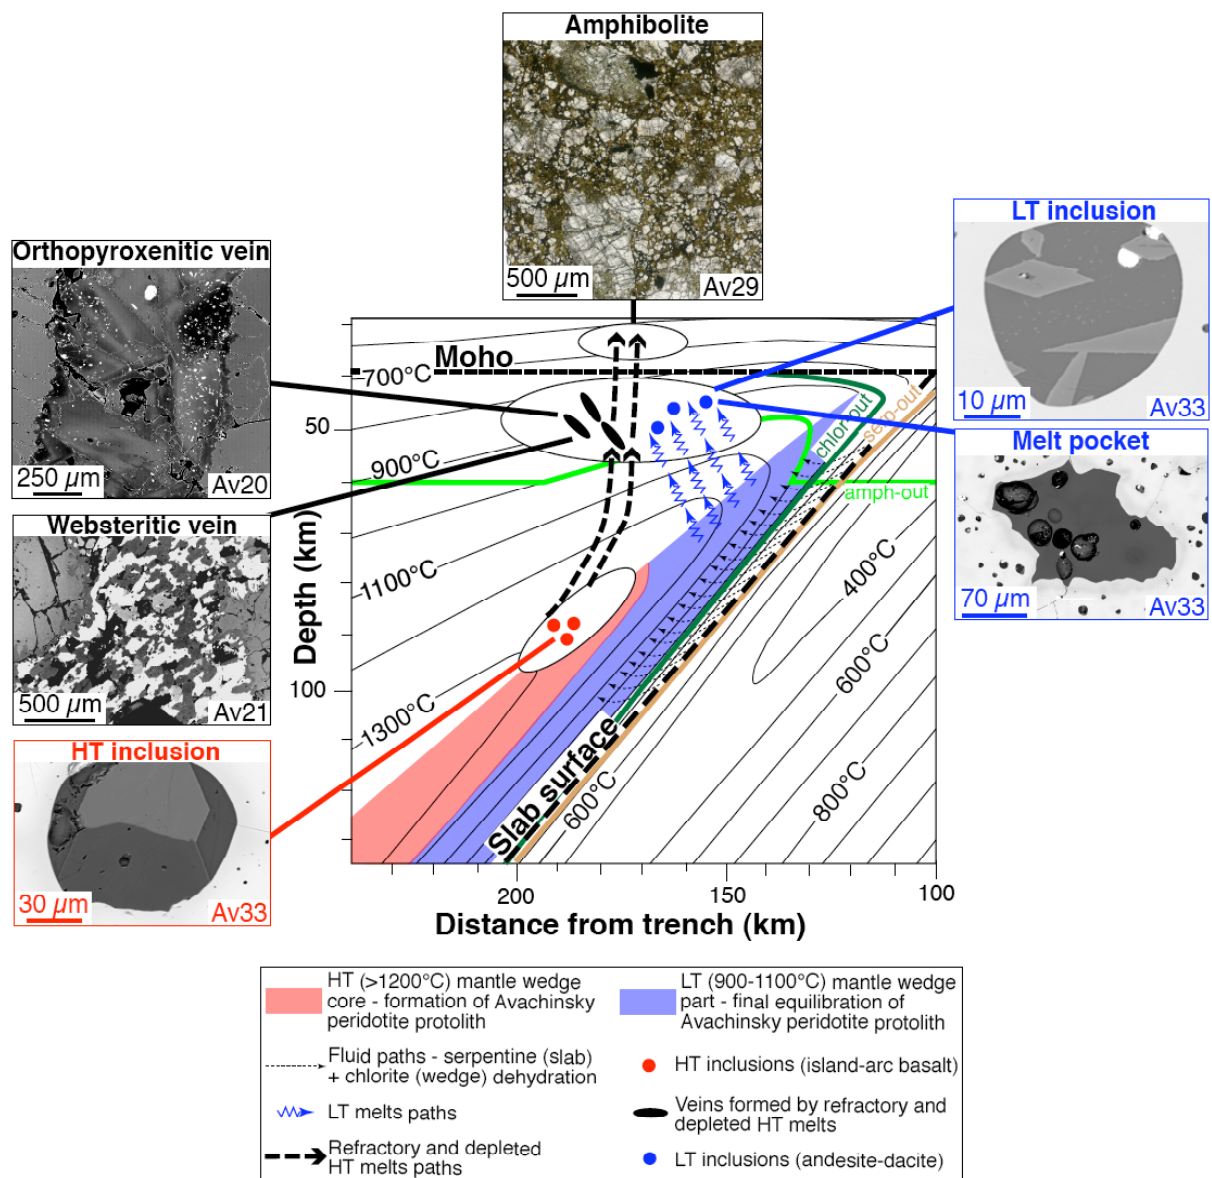 Amphibolite
500 µm
Av29
Orthopyroxenitic vein
250 µm
Av20
Websteritic vein
500 µm
Av21
HT inclusion
30 µm
Av33
LT inclusion
10 µm
Av33
Melt pocket
70 µm
Av33
Moho
700°C
900°C
1100°C
1300°C
chlor-out
serp-out
amph-out
400°C
600°C
800°C
600°C
Slab surface
50
100
Depth (km)
200
150
100
Distance from trench (km)
HT (>1200°C) mantle wedge
core - formation of Avachinsky
peridotite protolith
Fluid paths - serpentine (slab)
+ chlorite (wedge) dehydration
LT melts paths
Refractory and depleted
HT melts paths
LT (900-1100°C) mantle wedge
part - final equilibration of
Avachinsky peridotite protolith
HT inclusions (island-arc basalt)
Veins formed by refractory and
depleted HT melts
LT inclusions (andesite-dacite)